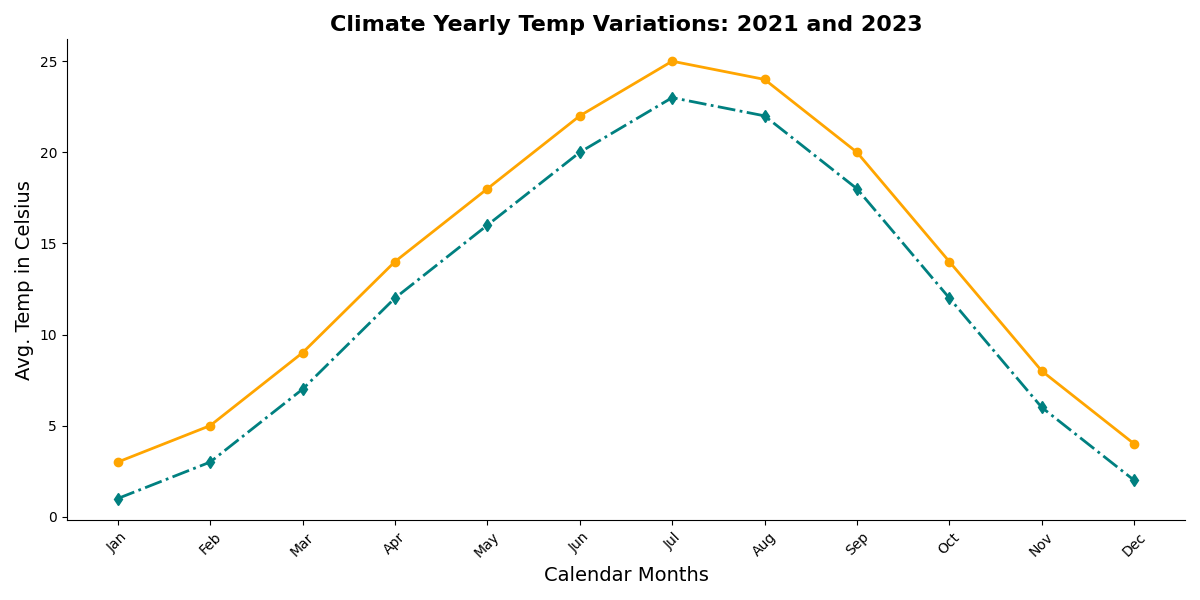 Climate Yearly Temp Variations: 2021 and 2023
Avg. Temp in Celsius
25
20
15
10
5
0
Jan
Feb
Mar
Apr
May
Jun
Jul
Aug
Sep
Oct
Nov
Dec
Calendar Months